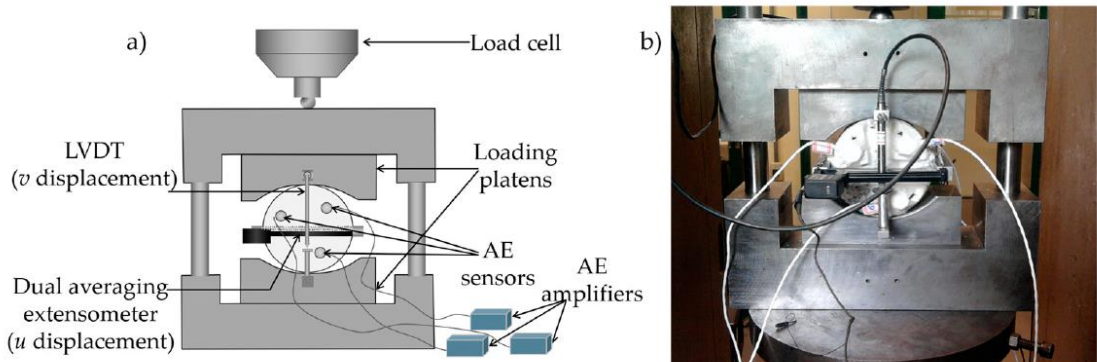 a)
Load cell
b)
LVDT
(v displacement)
Loading
platens
AE
sensors
AE
amplifiers
Dual averaging
extensometer
(u displacement)